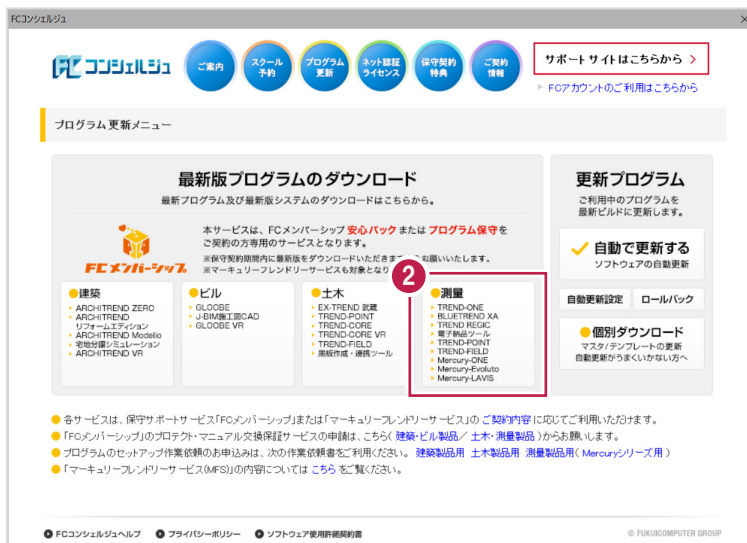 FCコンシェルジュ
×
FCコンシェルジュ
ご案内
スクール
予約
プログラム
更新
ネット認証
ライセンス
保守契約
特典
ご契約
情報
サポートサイトはこちらから
FCアカウントのご利用はこちらから
プログラム更新メニュー
最新版プログラムのダウンロード
最新プログラム及び最新版システムのダウンロードはこちらから。
FCメンバーシップ
本サービスは、FCメンバーシップ 安心パック または プログラム保守を
ご契約の方専用のサービスとなります。
※保守契約期間内に最新版をダウンロードいただきま お願いいたします。
※マーキュリーフレンドリーサービスも対象となり
2
建築
ARCHITREND ZERO
ARCHITREND
リフォームエディション
ARCHITREND Modelio
宅地分譲シミュレーション
ARCHITREND VR
ビル
GLOOBE
J-BIM施工図CAD
GLOOBE VR
土木
EX-TREND 武蔵
TREND-POINT
TREND-CORE
TREND-CORE VR
TREND-FIELD
黒板作成・連携ツール
測量
TREND-ONE
BLUETREND XA
TREND REGIC
電子納品ツール
TREND-POINT
TREND-FIELD
Mercury-ONE
Mercury-Evoluto
Mercury-LAVIS
更新プログラム
ご利用中のプログラムを
最新ビルドに更新します。
自動で更新する
ソフトウェアの自動更新
自動更新設定
ロールバック
個別ダウンロード
マスタ/テンプレートの更新
自動更新がうまくいかない方へ
各サービスは、保守サポートサービス「FCメンバーシップ」または「マーキュリーフレンドリーサービス」の ご契約内容 に応じてご利用いただけます。
「FCメンバーシップ」のプロテクト・マニュアル交換保証サービスの申請は、こちら( 建築・ビル製品／ 土木・測量製品 )からお願いします。
プログラムのセットアップ作業依頼のお申込みは、次の作業依頼書をご利用ください。 建築製品用 土木製品用 測量製品用( Mercuryシリーズ用 )
「マーキュリーフレンドリーサービス(MFS)」の内容については こちら をご覧ください。
FCコンシェルジュヘルプ
プライバシーポリシー
ソフトウェア使用許諾契約書
© FUKUICOMPUTER GROUP